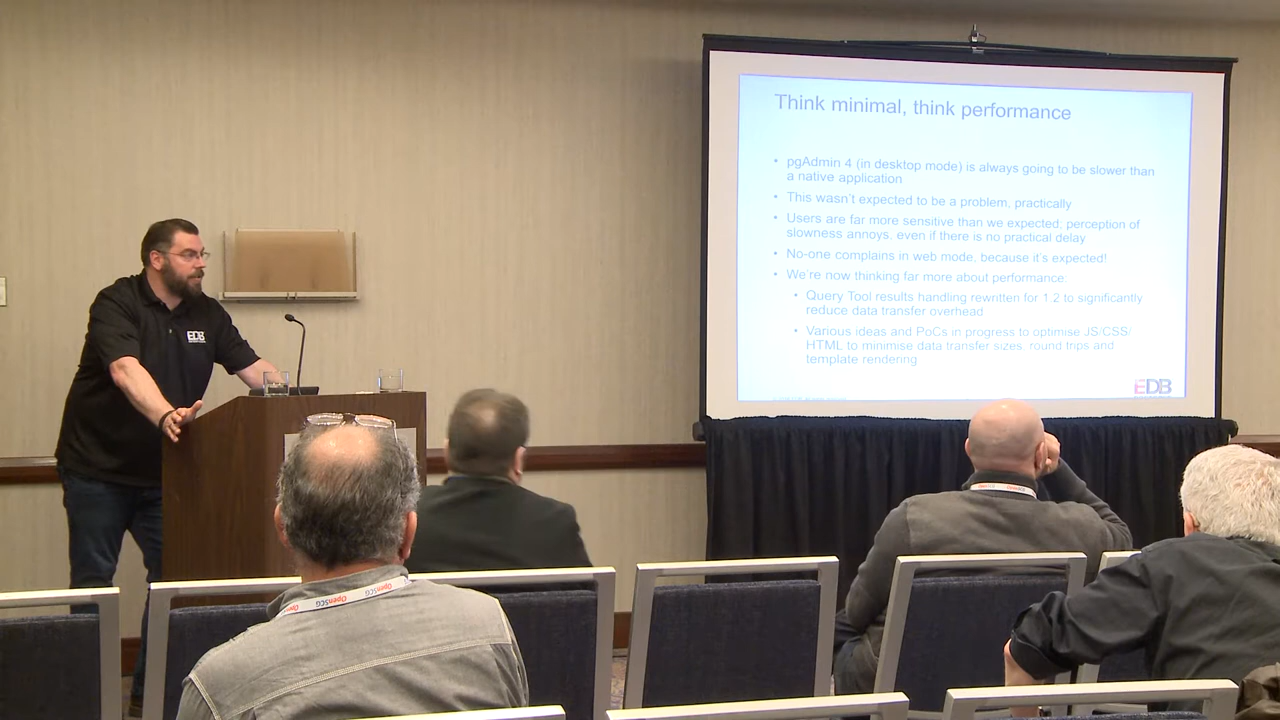 Think minimal, think performance
• pgAdmin 4 (in desktop mode) is always going to be slower than
a native application
• This wasn't expected to be a problem, practically
• Users are far more sensitive than we expected; perception of
slowness annoys, even if there is no practical delay
• No-one complains in web mode, because it's expected!
• We're now thinking far more about performance:
• Query Tool results handling rewritten for 1.2 to significantly
reduce data transfer overhead
• Various ideas and PoCs in progress to optimise JS/CSS/
HTML to minimise data transfer sizes, round trips and
template rendering
EDB
EDB
OpenSCG
OpenSCG